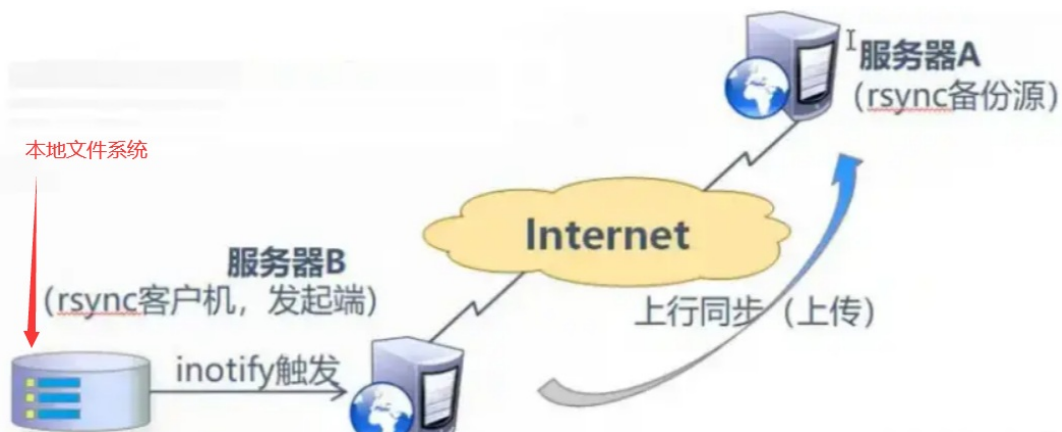 服务器A
（rsync备份源）
本地文件系统
Internet
服务器B
（rsync客户机，发起端）
上行同步（上传）
inotify触发